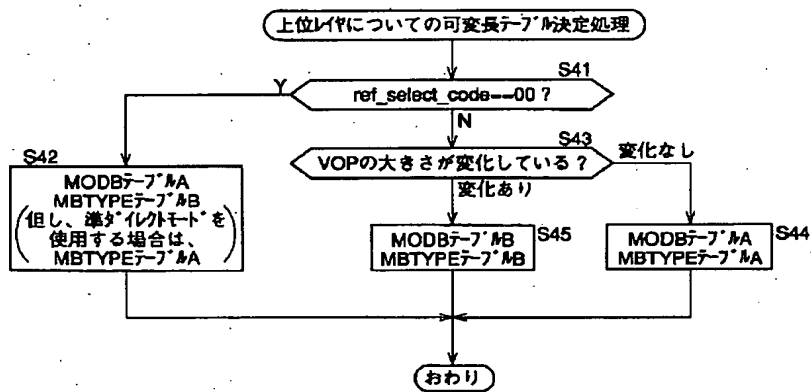 上位レイヤについての可変長テーブル決定処理
S41
ref_select_code==00？
Y
N
S43
VOPの大きさが変化している？
変化なし
変化あり
S42
MODBテーブルA
MBTYPEテーブルB
(但し、準ダイレクトモードを
使用する場合は、
MBTYPEテーブルA)
S45
MODBテーブルB
MBTYPEテーブルB
S44
MODBテーブルA
MBTYPEテーブルA
おわり